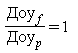 Доу_f / Доу_p = 1